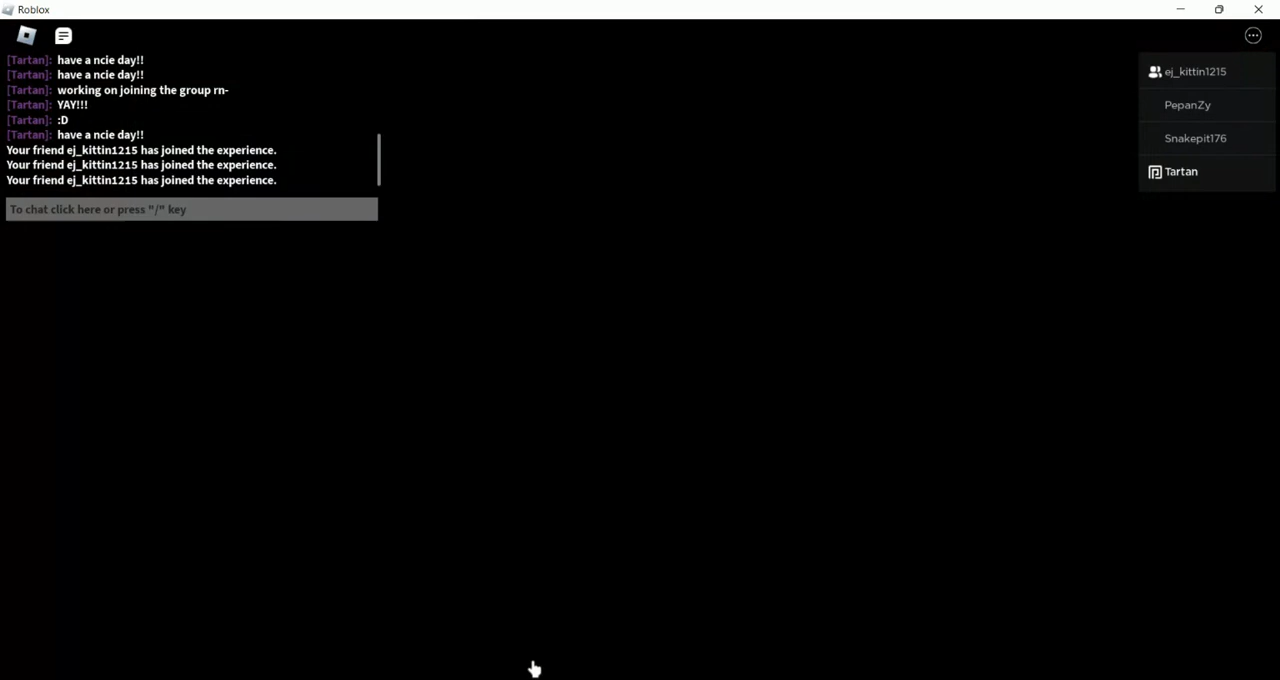 Roblox
[Tartan]: have a ncie day!!
[Tartan]: have a ncie day!!
[Tartan]: working on joining the group rn-
[Tartan]: YAY!!!
[Tartan]: :D
[Tartan]: have a ncie day!!
Your friend ej_kittin1215 has joined the experience.
Your friend ej_kittin1215 has joined the experience.
Your friend ej_kittin1215 has joined the experience.
To chat click here or press "/" key
ej_kittin1215
PepanZy
Snakepit176
Tartan